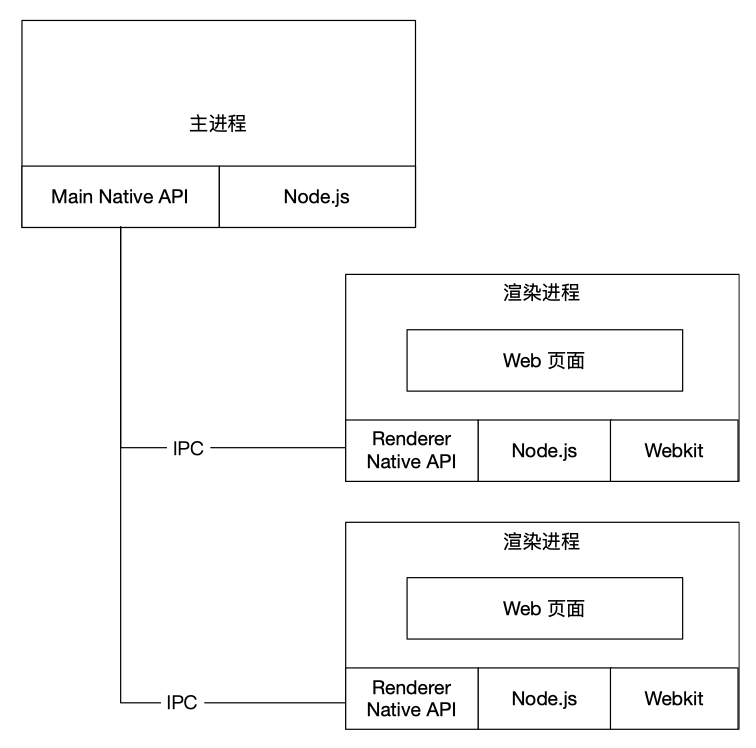 主进程
Main Native API
Node.js
渲染进程
Web 页面
IPC
Renderer
Native API
Node.js
Webkit
渲染进程
Web 页面
IPC
Renderer
Native API
Node.js
Webkit